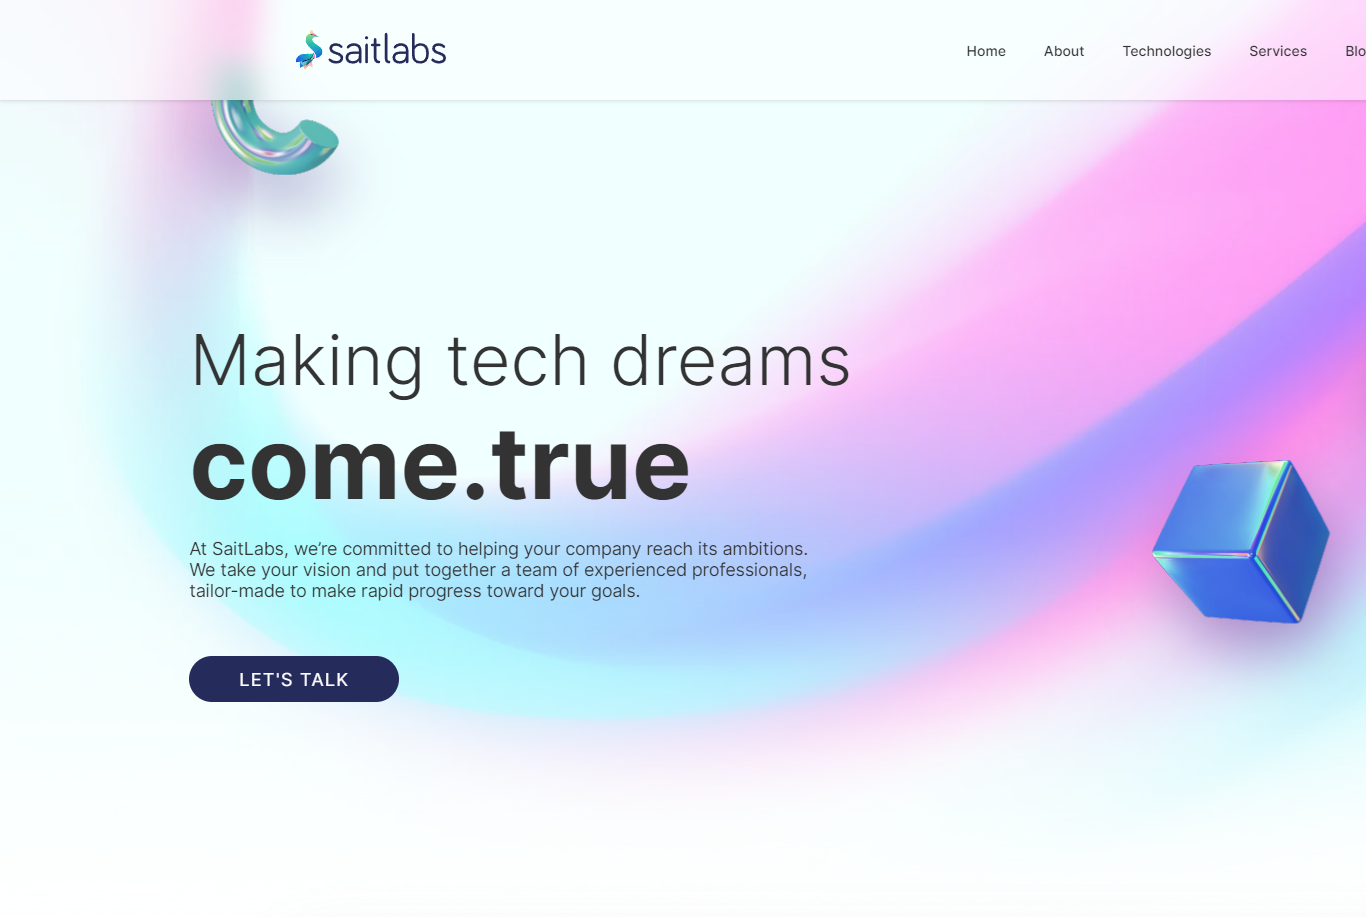 saitlabs
Home About Technologies Services Blo
Making tech dreams
come.true
At SaitLabs, we’re committed to helping your company reach its ambitions.
We take your vision and put together a team of experienced professionals,
tailor-made to make rapid progress toward your goals.
LET'S TALK